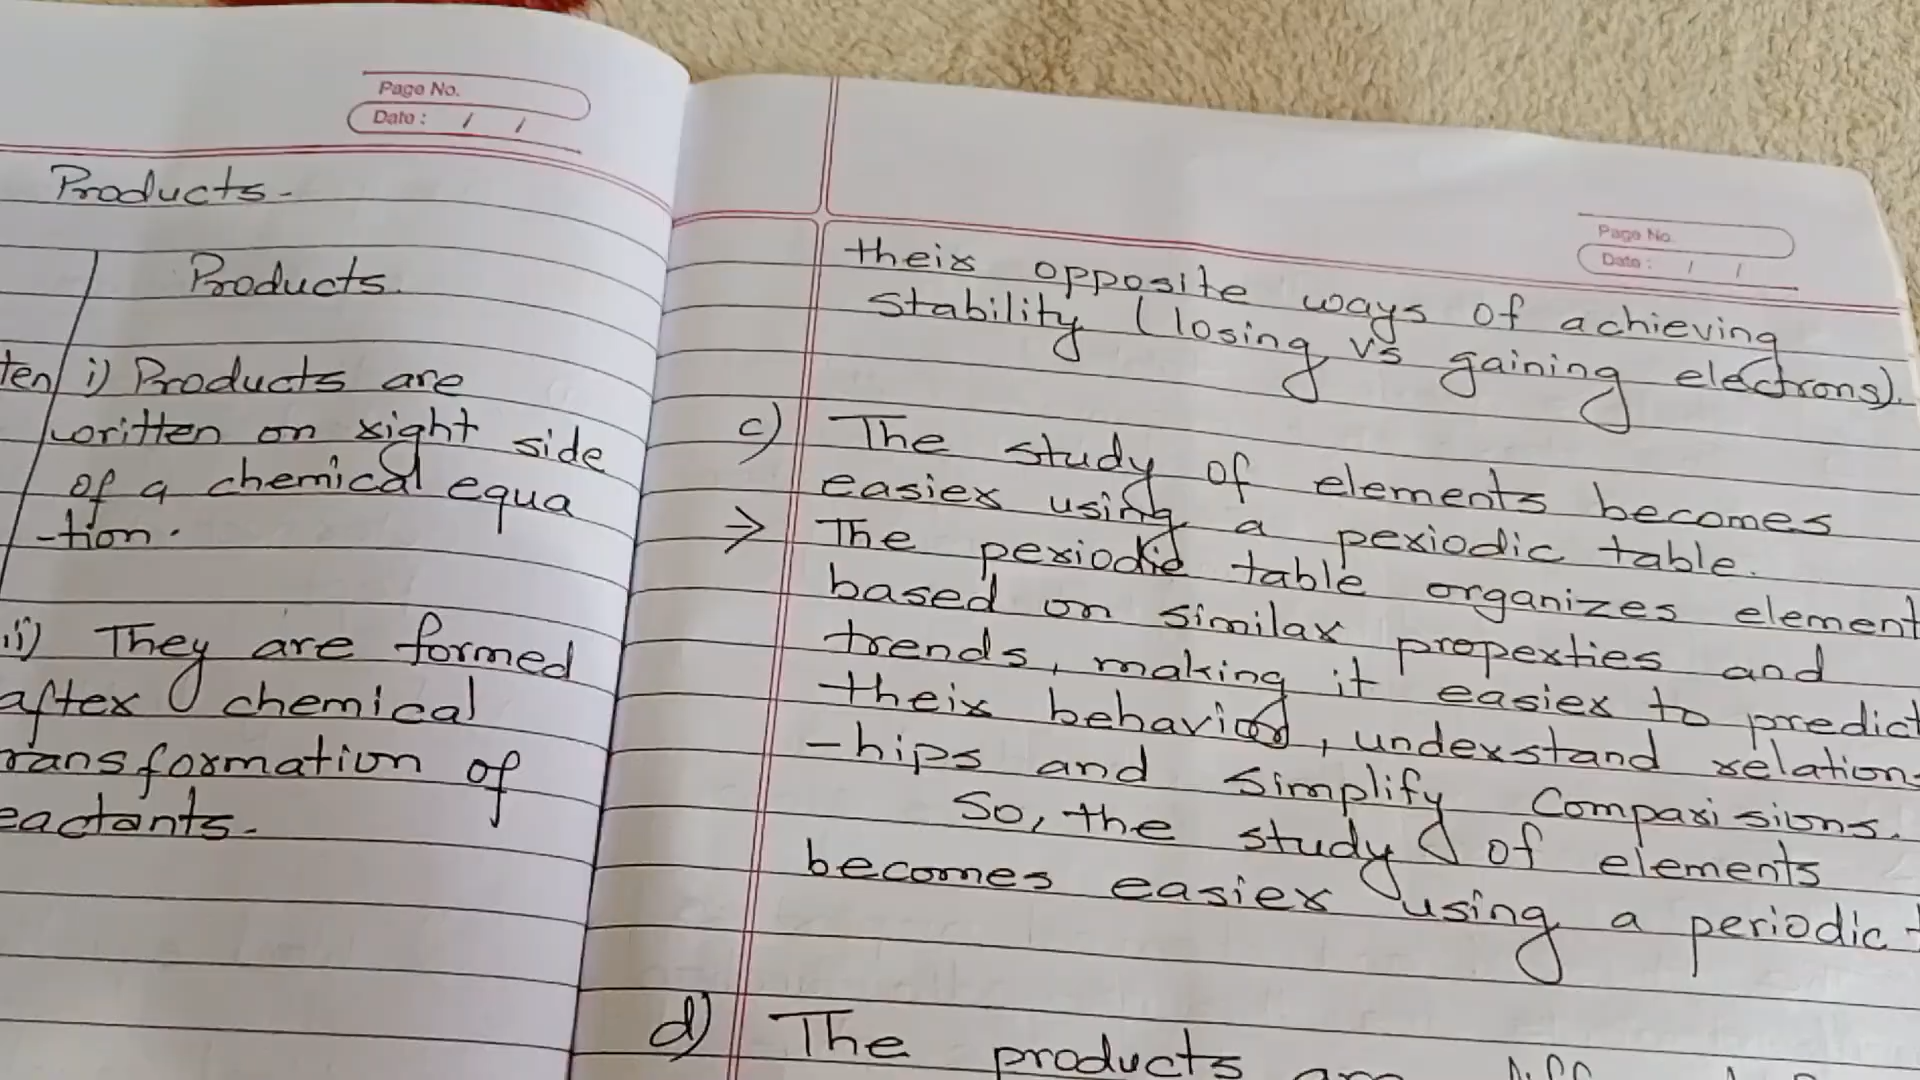 Page No.
Date : / /
Products.
Products.
ten i) Products are
written on right side
of a chemical equa
-tion.
ii) They are formed
after chemical
ransformation of
eactants.
Page No.
Date : / /
their opposite ways of achieving
stability (losing vs gaining electrons).
c) The study of elements becomes
easier using a periodic table.
=> The periodic table organizes element
based on similar properties and
trends, making it easier to predict
their behavior, understand relations
-hips and simplify Comparisions.
So, the study of elements
becomes easier using a periodic t
d) The products are